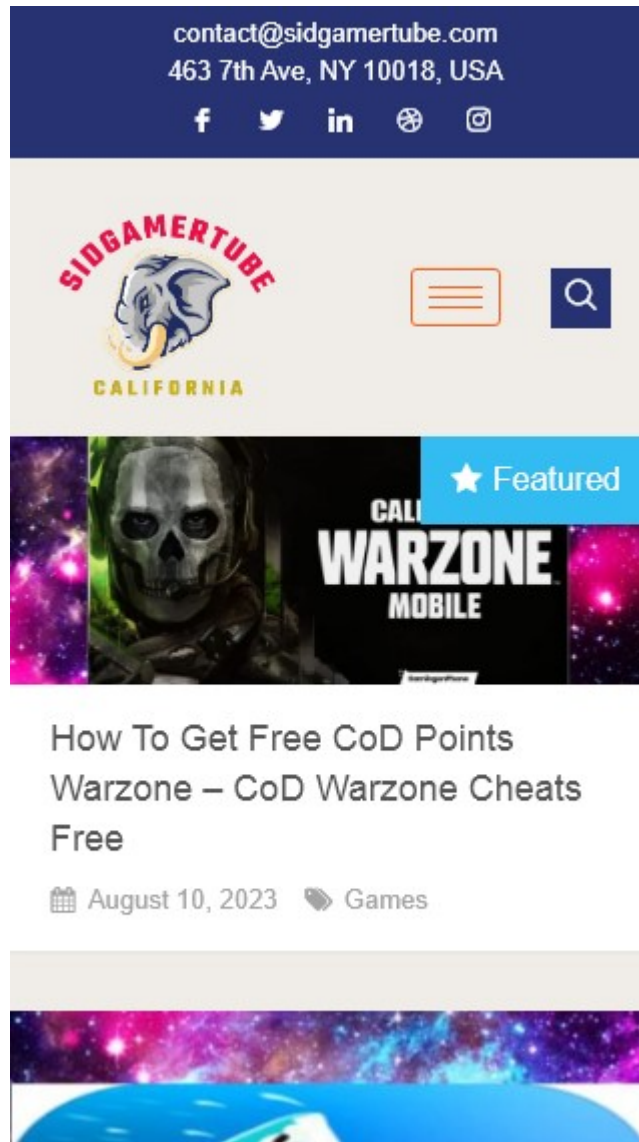 contact@sidgamertube.com
463 7th Ave, NY 10018, USA
SIDGAMERTUBE
CALIFORNIA
Featured
CALL
WARZONE
MOBILE
How To Get Free CoD Points
Warzone – CoD Warzone Cheats
Free
August 10, 2023 Games